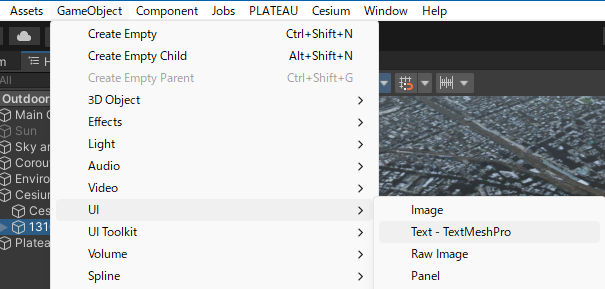 Assets GameObject Component Jobs PLATEAU Cesium Window Help
Create Empty Ctrl+Shift+N
Create Empty Child Alt+Shift+N
Create Empty Parent Ctrl+Shift+G
All
3D Object
Outdoor
Effects
Main C
Sun
Light
Sky an
Corou
Audio
Enviro
Video
Cesium
UI
Image
Ces
131
UI Toolkit
Text - TextMeshPro
Platea
Volume
Raw Image
Spline
Panel